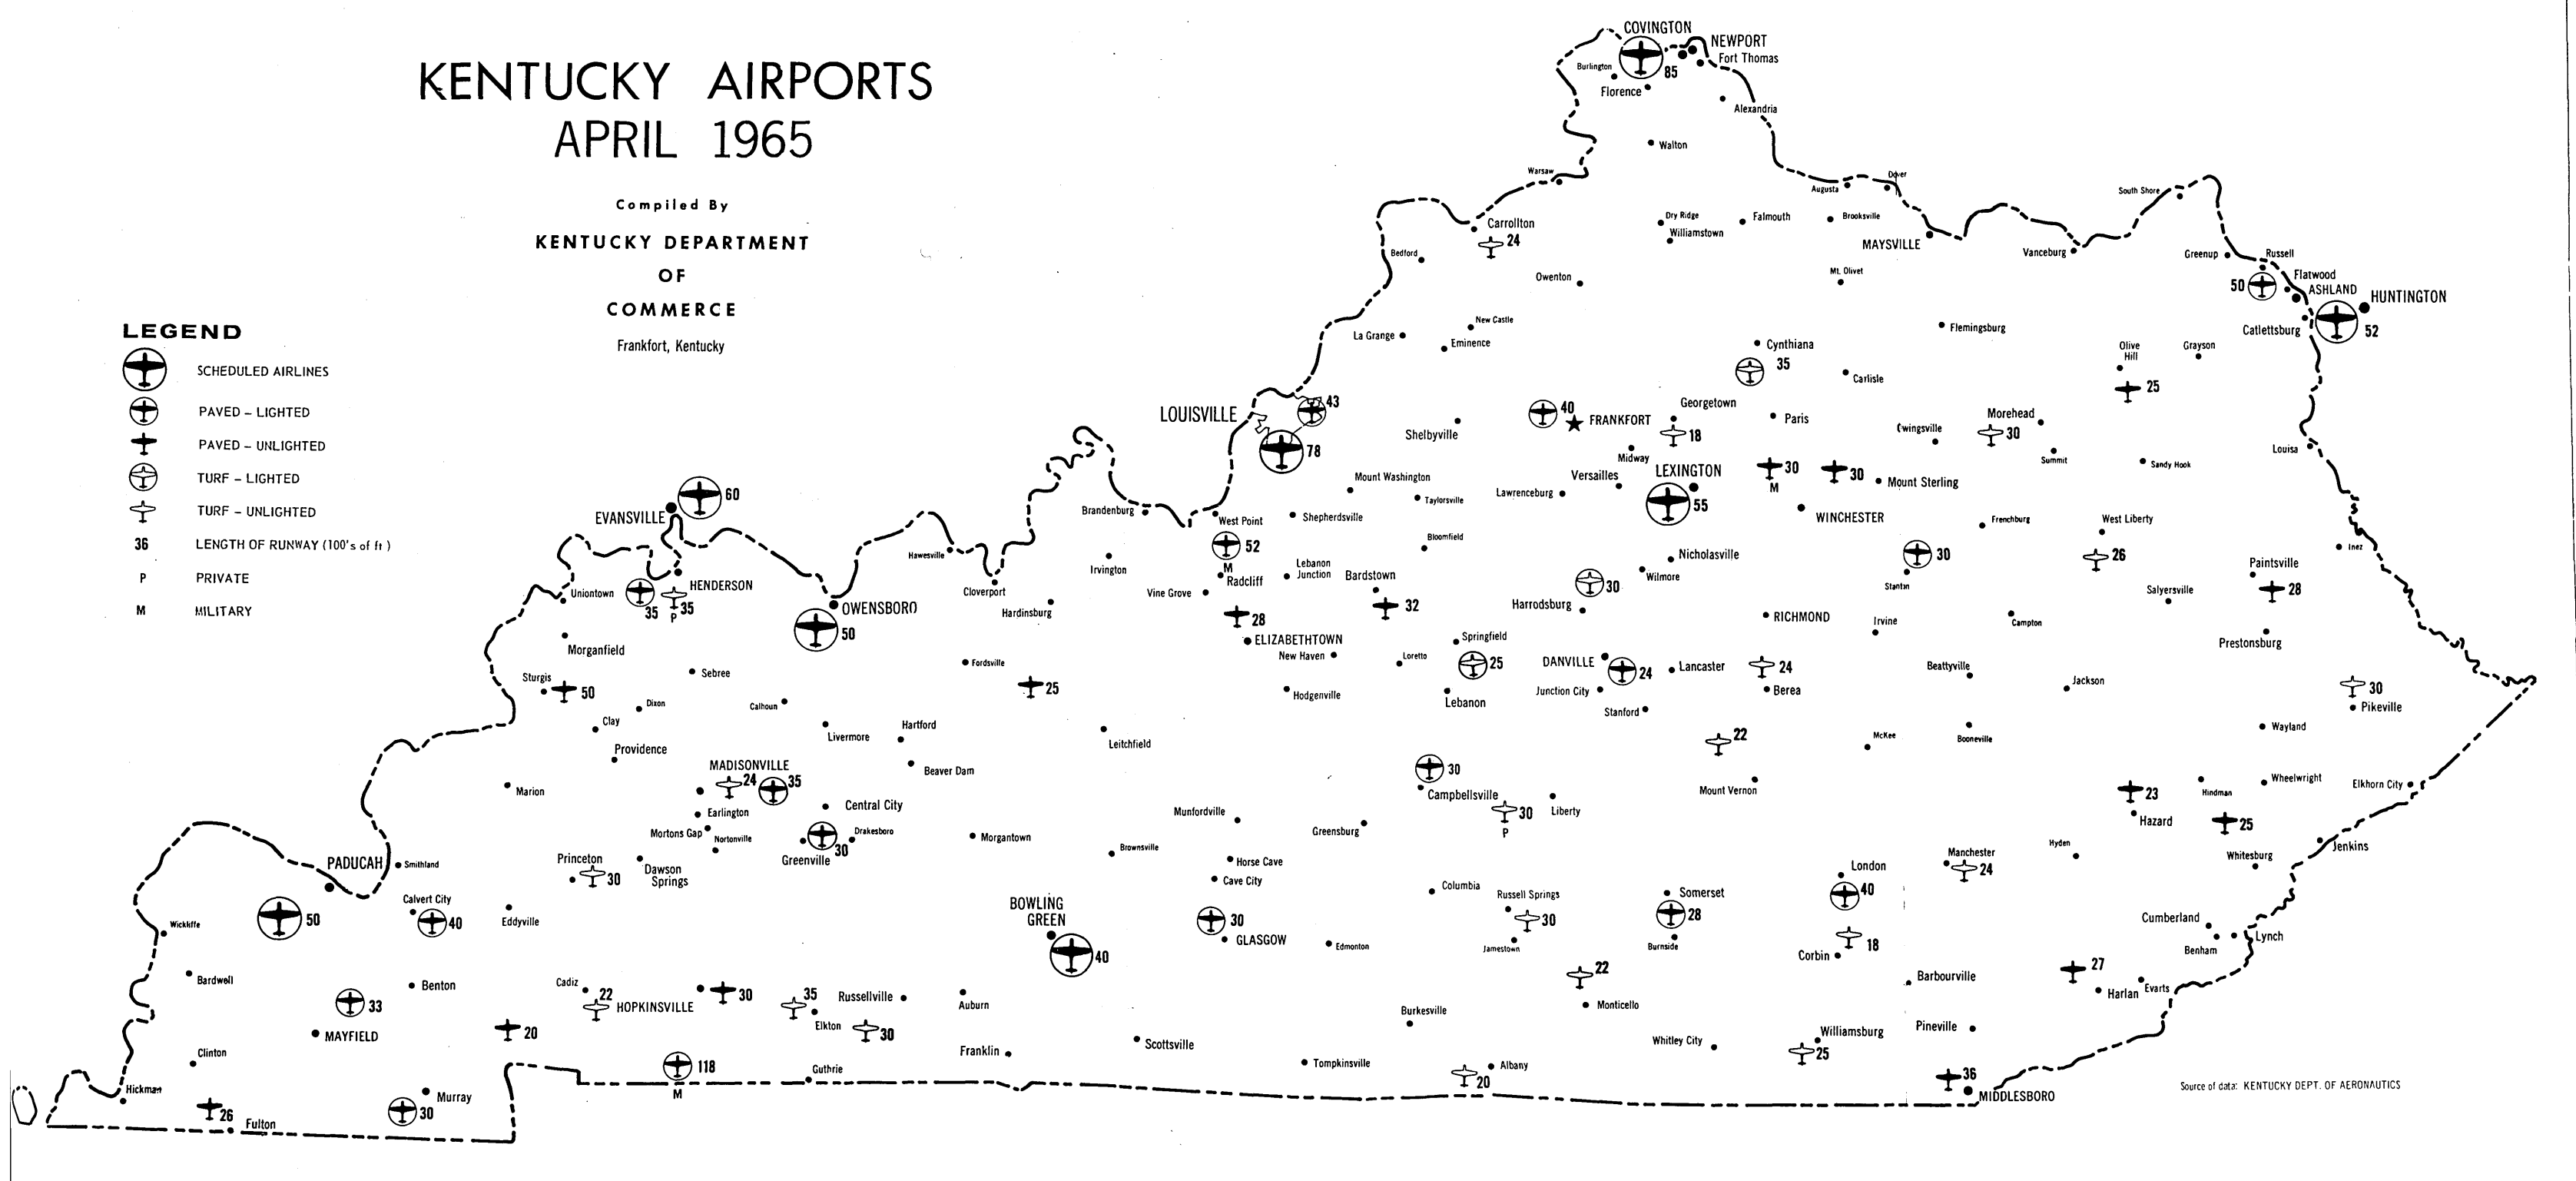 KENTUCKY AIRPORTS
APRIL 1965
Compiled By
KENTUCKY DEPARTMENT
OF
COMMERCE
Frankfort, Kentucky
LEGEND
SCHEDULED AIRLINES
PAVED - LIGHTED
PAVED - UNLIGHTED
TURF - LIGHTED
TURF - UNLIGHTED
36 LENGTH OF RUNWAY (100's of ft)
P PRIVATE
M MILITARY
COVINGTON
85
NEWPORT
Fort Thomas
Burlington
Florence
Alexandria
Walton
Warsaw
Augusta
Dover
South Shore
Carrollton
24
Dry Ridge
Williamstown
Falmouth
Brooksville
MAYSVILLE
Vanceburg
Greenup
Russell
Bedford
Owenton
Mt. Olivet
Flatwood
50
ASHLAND
HUNTINGTON
52
Catlettsburg
La Grange
New Castle
Eminence
Cynthiana
35
Flemingsburg
Carlisle
Olive
Hill
25
Grayson
LOUISVILLE
43
78
Shelbyville
40
FRANKFORT
Georgetown
18
Paris
Owingsville
Morehead
30
Summit
Sandy Hook
Louisa
Midway
Versailles
LEXINGTON
55
30
M
30
Mount Sterling
WINCHESTER
Mount Washington
Taylorsville
Lawrenceburg
Shepherdsville
Frenchburg
West Liberty
26
Inez
EVANSVILLE
60
Brandenburg
West Point
52
M
Radcliff
Vine Grove
Irvington
Hawesville
Cloverport
Hardinsburg
Lebanon
Junction
Bloomfield
Bardstown
32
Nicholasville
Wilmore
30
Harrodsburg
30
Stanton
Paintsville
28
Salyersville
Prestonsburg
Uniontown
35
HENDERSON
35
P
OWENSBORO
50
28
ELIZABETHTOWN
New Haven
Loretto
Springfield
25
Lebanon
Hodgenville
DANVILLE
24
Junction City
Lancaster
Stanford
RICHMOND
24
Berea
Irvine
Campton
Beattyville
Jackson
30
Pikeville
Morganfield
Sturgis
50
Sebree
Dixon
Clay
Providence
Calhoun
Livermore
Fordsville
25
Hartford
Beaver Dam
Leitchfield
22
McKee
Booneville
Wayland
Wheelwright
Elkhorn City
Hindman
23
Hazard
25
Whitesburg
Jenkins
Marion
MADISONVILLE
24
35
Earlington
Mortons Gap
Nortonville
Central City
Greenville
30
Drakesboro
Morgantown
Munfordville
Greensburg
30
Campbellsville
30
P
Liberty
Mount Vernon
Brownsville
Horse Cave
Cave City
Hyden
Manchester
24
London
40
PADUCAH
50
Smithland
Princeton
30
Dawson
Springs
Calvert City
40
Eddyville
Wickliffe
Bardwell
BOWLING
GREEN
40
30
GLASGOW
Edmonton
Columbia
Russell Springs
30
Jamestown
Somerset
28
Burnside
18
Corbin
Cumberland
Benham
Lynch
Barbourville
27
Harlan
Evarts
Benton
33
MAYFIELD
Cadiz
22
HOPKINSVILLE
30
35
Elkton
Russellville
30
Auburn
Franklin
Scottsville
Tompkinsville
Burkesville
22
Monticello
Whitley City
Williamsburg
25
Pineville
20
Clinton
Hickman
26
Fulton
Murray
30
118
M
Guthrie
20
Albany
36
MIDDLESBORO
Source of data: KENTUCKY DEPT. OF AERONAUTICS